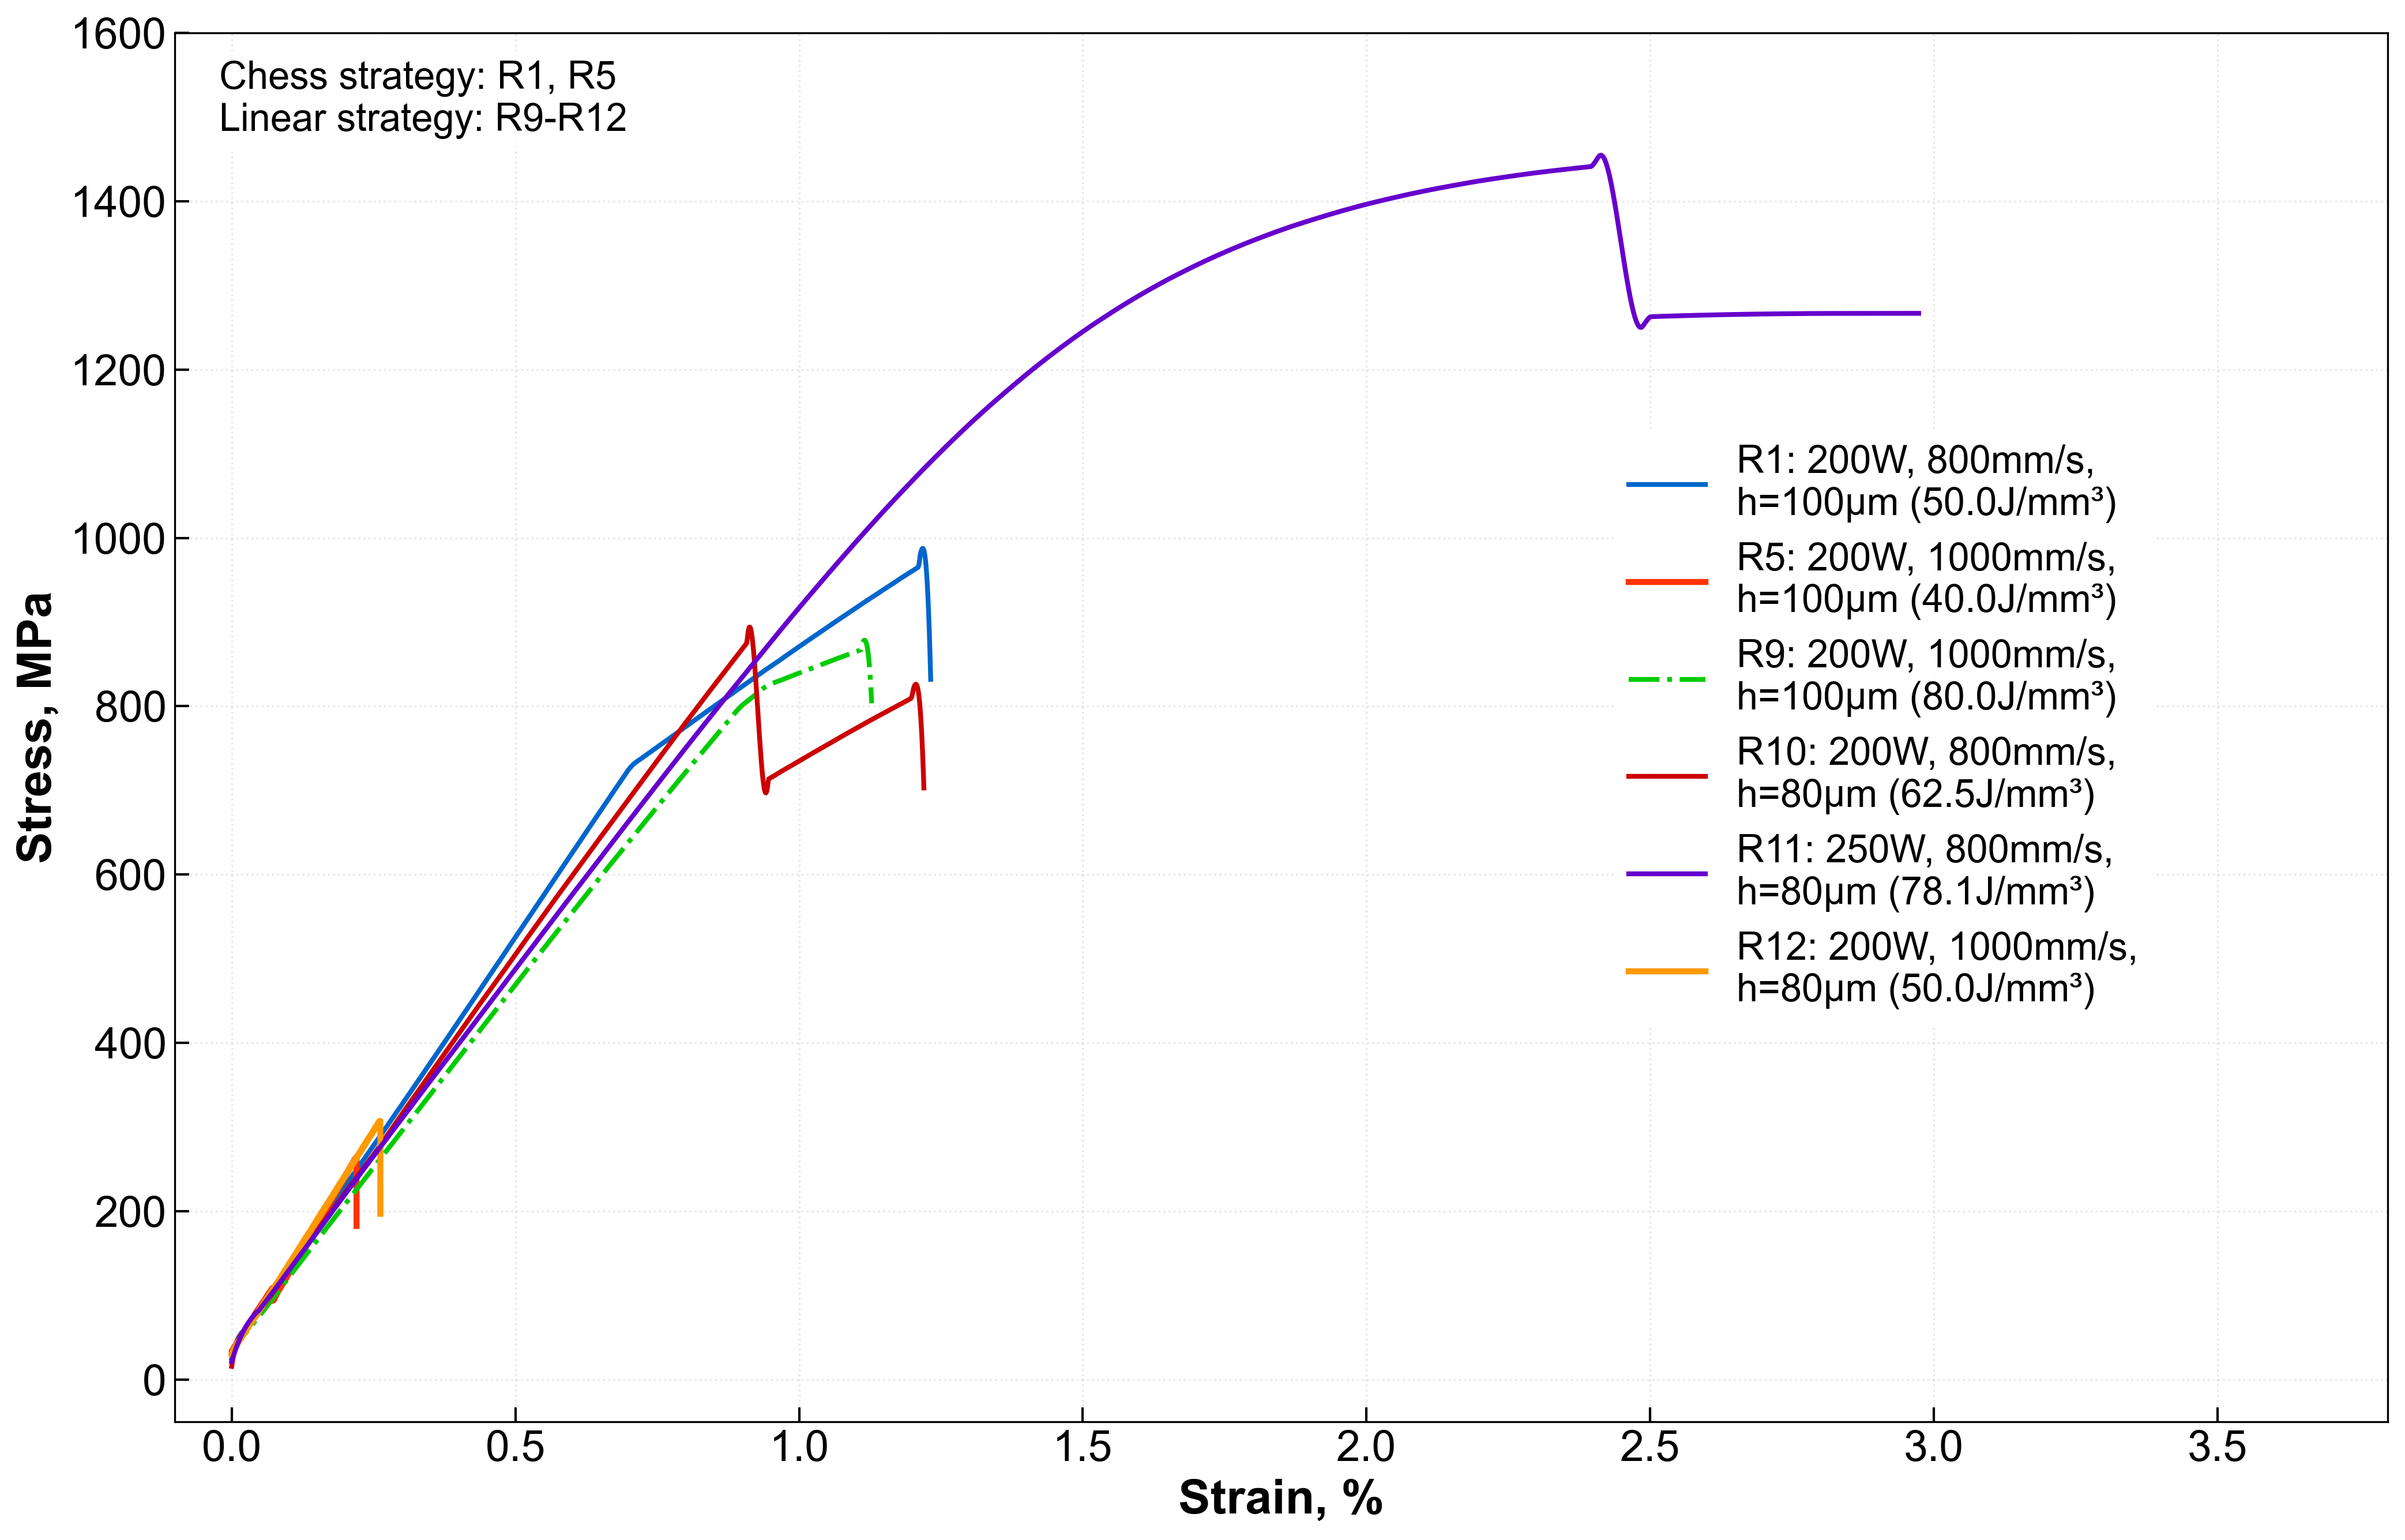 1600
Chess strategy: R1, R5
Linear strategy: R9-R12
1400
1200
1000
800
600
400
200
0
Stress, MPa
R1: 200W, 800mm/s,
h=100µm (50.0J/mm³)
R5: 200W, 1000mm/s,
h=100µm (40.0J/mm³)
R9: 200W, 1000mm/s,
h=100µm (80.0J/mm³)
R10: 200W, 800mm/s,
h=80µm (62.5J/mm³)
R11: 250W, 800mm/s,
h=80µm (78.1J/mm³)
R12: 200W, 1000mm/s,
h=80µm (50.0J/mm³)
0.0 0.5 1.0 1.5 2.0 2.5 3.0 3.5
Strain, %